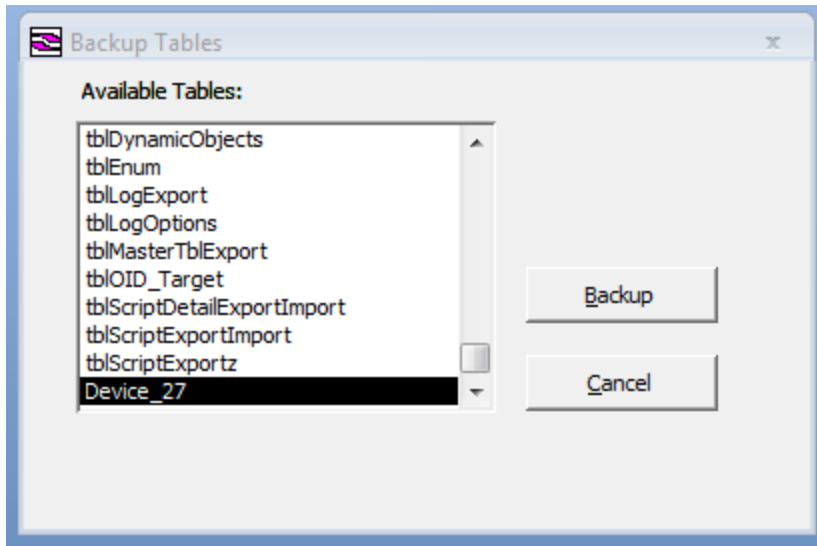 Backup Tables
Available Tables:
tblDynamicObjects
tblEnum
tblLogExport
tblLogOptions
tblMasterTblExport
tblOID_Target
tblScriptDetailExportImport
tblScriptExportImport
tblScriptExportz
Device_27
Backup
Cancel